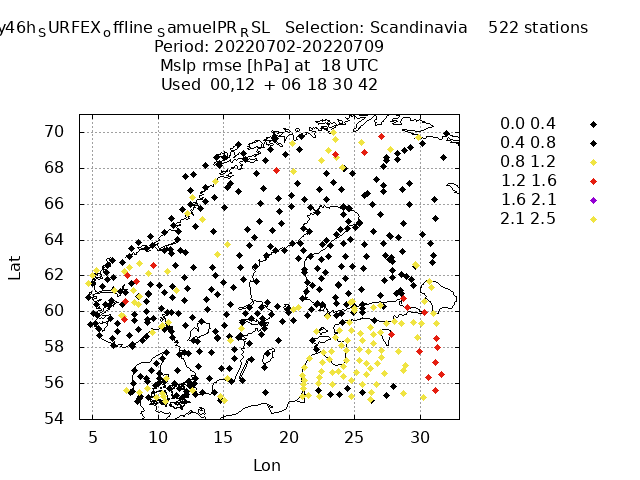 y46h_SURFEX_offline_SamuelPR_RSL Selection: Scandinavia 522 stations
Period: 20220702-20220709
Mslp rmse [hPa] at 18 UTC
Used 00,12 + 06 18 30 42
70
68
66
64
62
60
58
56
54
5 10 15 20 25 30
Lat
Lon
0.0 0.4
0.4 0.8
0.8 1.2
1.2 1.6
1.6 2.1
2.1 2.5